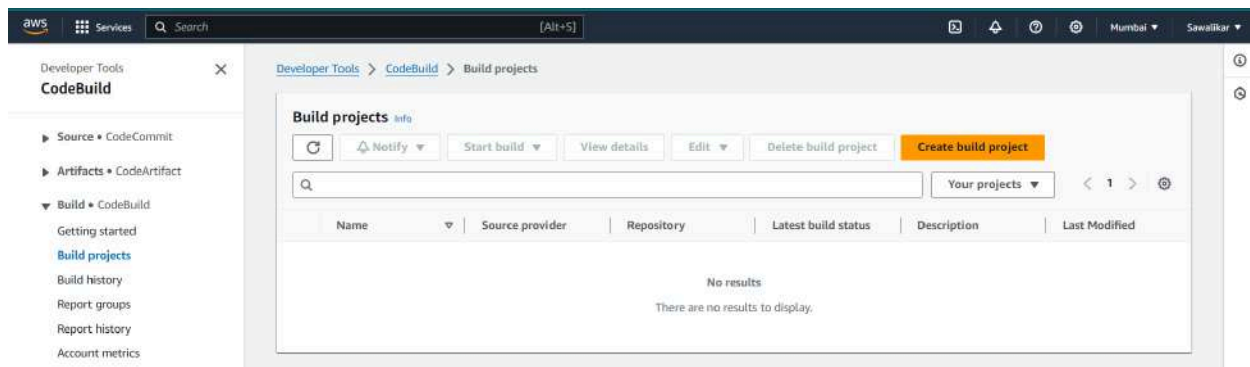 aws Services Search [Alt+S] Mumbai ▼ Sawalikar ▼
Developer Tools
CodeBuild
Source • CodeCommit
Artifacts • CodeArtifact
Build • CodeBuild
Getting started
Build projects
Build history
Report groups
Report history
Account metrics
Developer Tools > CodeBuild > Build projects
Build projects Info
Notify ▼ Start build ▼ View details Edit ▼ Delete build project Create build project
Your projects ▼ < 1 >
Name Source provider Repository Latest build status Description Last Modified
No results
There are no results to display.